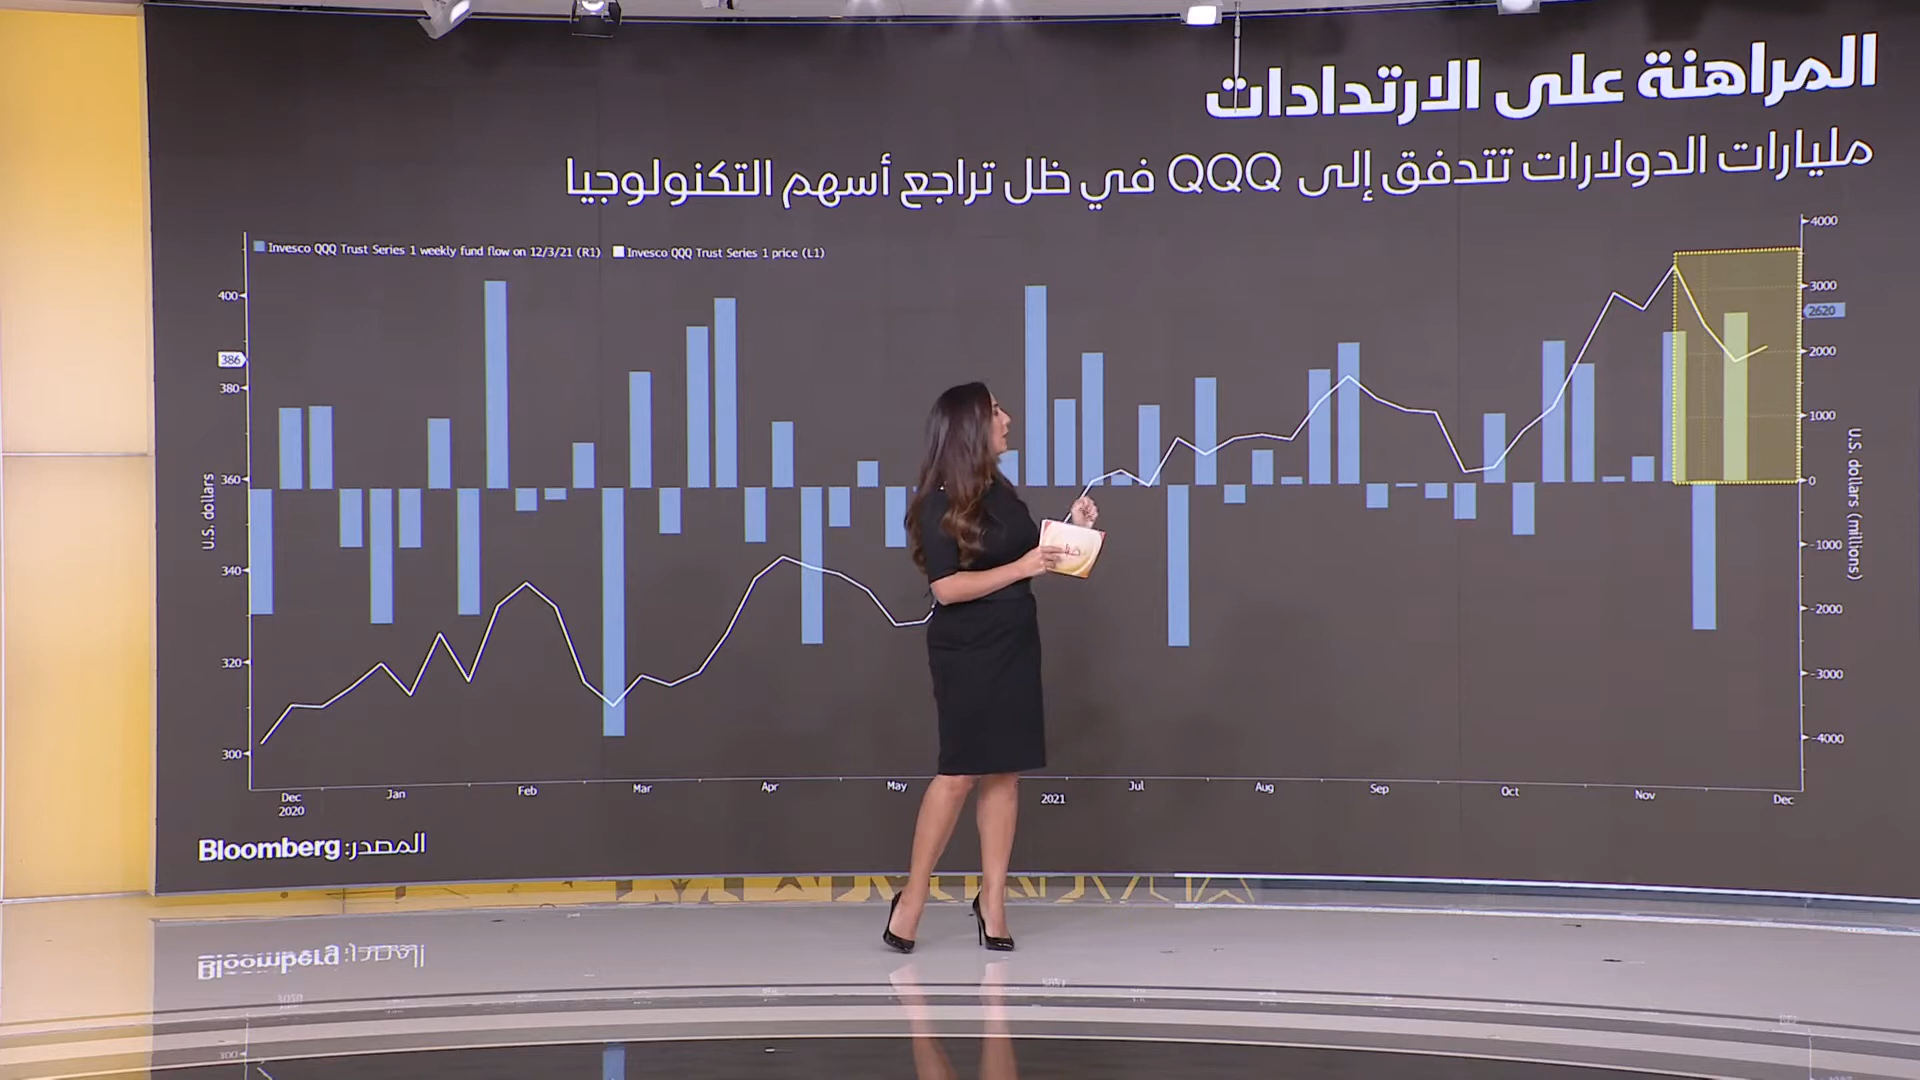 المراهنة على الارتدادات
مليارات الدولارات تتدفق إلى QQQ في ظل تراجع أسهم التكنولوجيا
Invesco QQQ Trust Series 1 weekly fund flow on 12/3/21 (R1) Invesco QQQ Trust Series 1 price (L1)
400
386
380
360
340
320
300
U.S. dollars
4000
3000
2620
2000
1000
0
-1000
-2000
-3000
-4000
U.S. dollars (millions)
Dec Jan Feb Mar Apr May Jul Aug Sep Oct Nov Dec
2020 2021
المصدر: Bloomberg